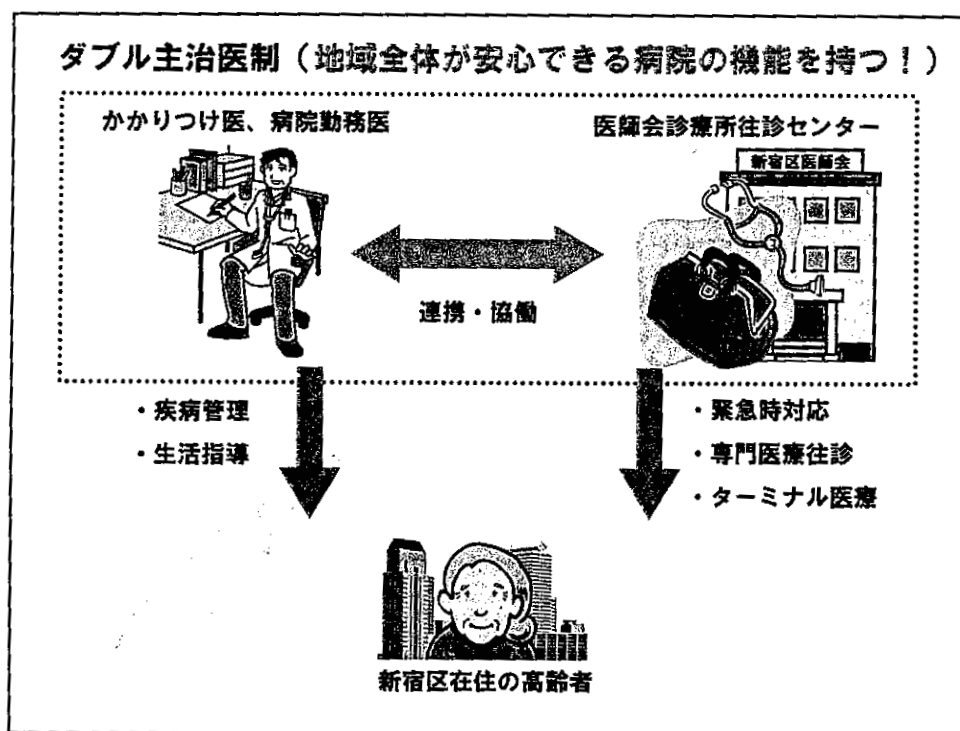 ダブル主治医制（地域全体が安心できる病院の機能を持つ！）
かかりつけ医、病院勤務医
医師会診療所往診センター
新宿区医師会
連携・協働
・疾病管理
・生活指導
・緊急時対応
・専門医療往診
・ターミナル医療
新宿区在住の高齢者